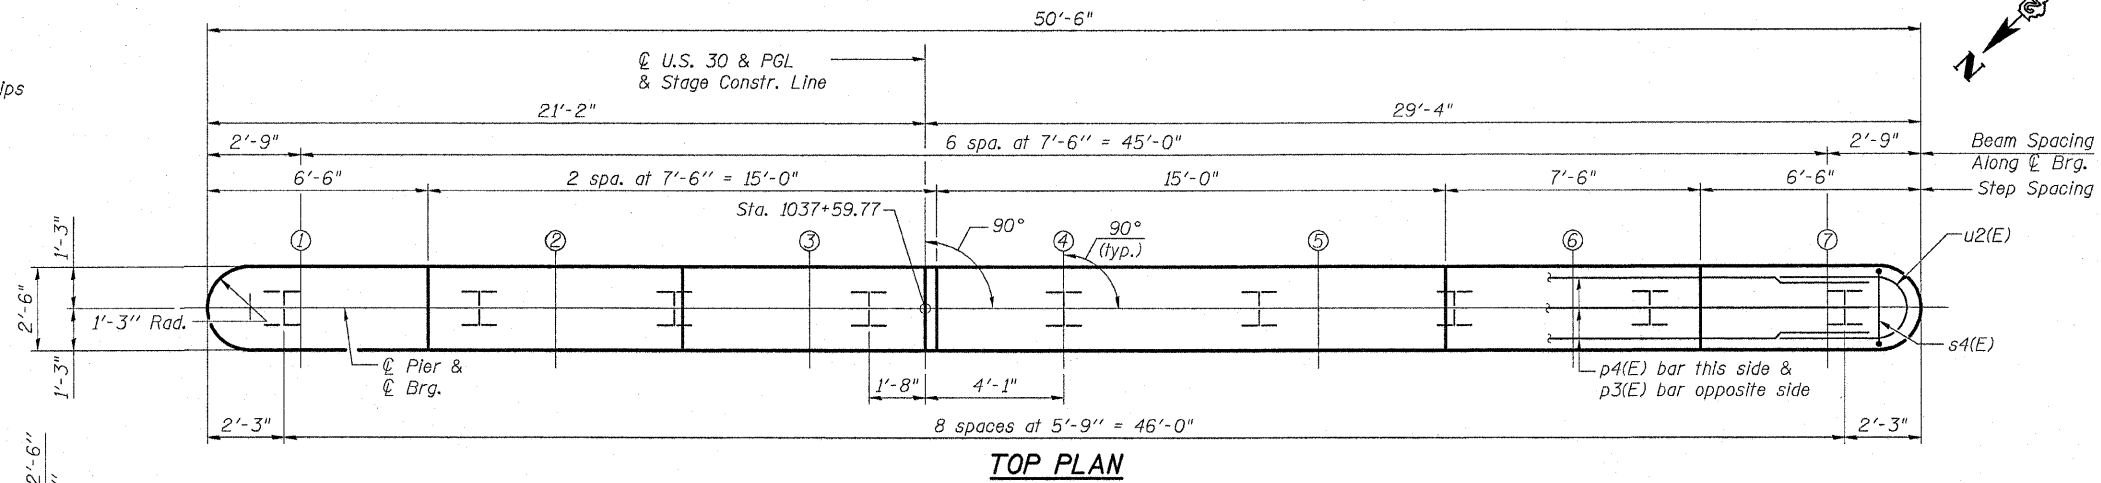 50'-6"
℄ U.S. 30 & PGL
& Stage Constr. Line
N
ips
21'-2"
29'-4"
2'-9"
6 spa. at 7'-6" = 45'-0"
2'-9"
Beam Spacing
Along ℄ Brg.
6'-6"
2 spa. at 7'-6" = 15'-0"
15'-0"
7'-6"
6'-6"
Step Spacing
Sta. 1037+59.77
90°
90°
(typ.)
1
2
3
4
5
6
7
u2(E)
1'-3"
2'-6"
1'-3"
1'-3" Rad.
℄ Pier &
℄ Brg.
1'-8"
4'-1"
p4(E) bar this side &
p3(E) bar opposite side
s4(E)
2'-3"
8 spaces at 5'-9" = 46'-0"
2'-3"
2'-6"
TOP PLAN